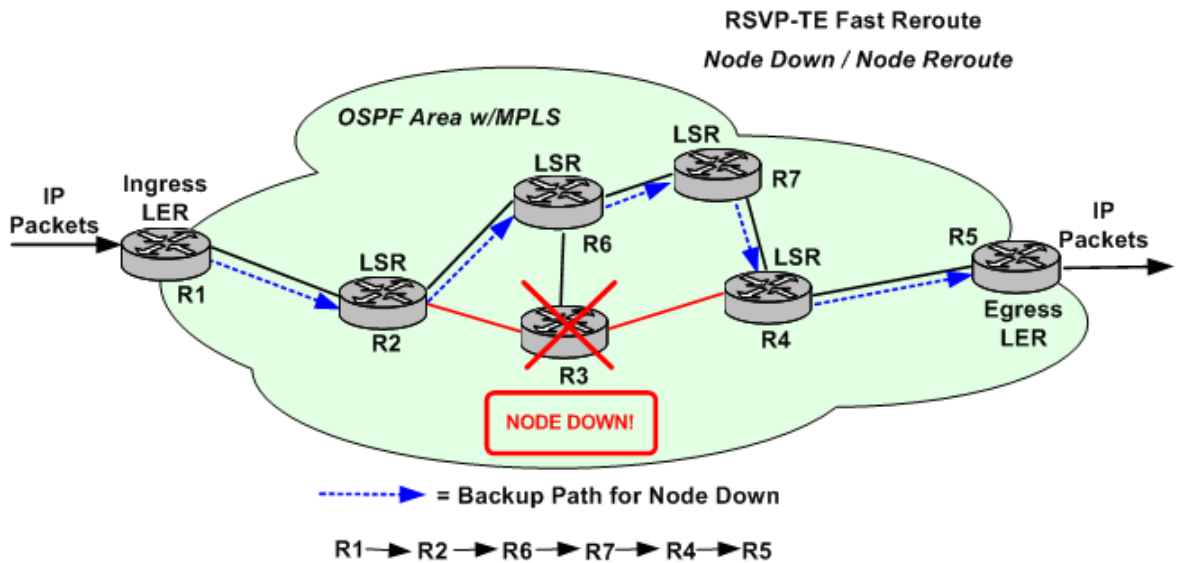 RSVP-TE Fast Reroute
Node Down / Node Reroute
OSPF Area w/MPLS
IP
Packets
Ingress
LER
R1
LSR
R2
LSR
R6
LSR
R7
R3
NODE DOWN!
LSR
R4
R5
Egress
LER
IP
Packets
= Backup Path for Node Down
R1 R2 R6 R7 R4 R5